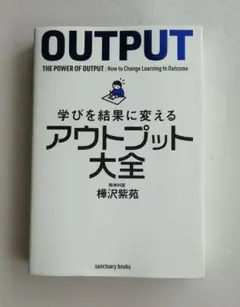 OUTPUT
THE POWER OF OUTPUT : How to Change Learning to Outcome
学びを結果に変える
アウトプット
大全
精神科医
樺沢紫苑
sanctuary books